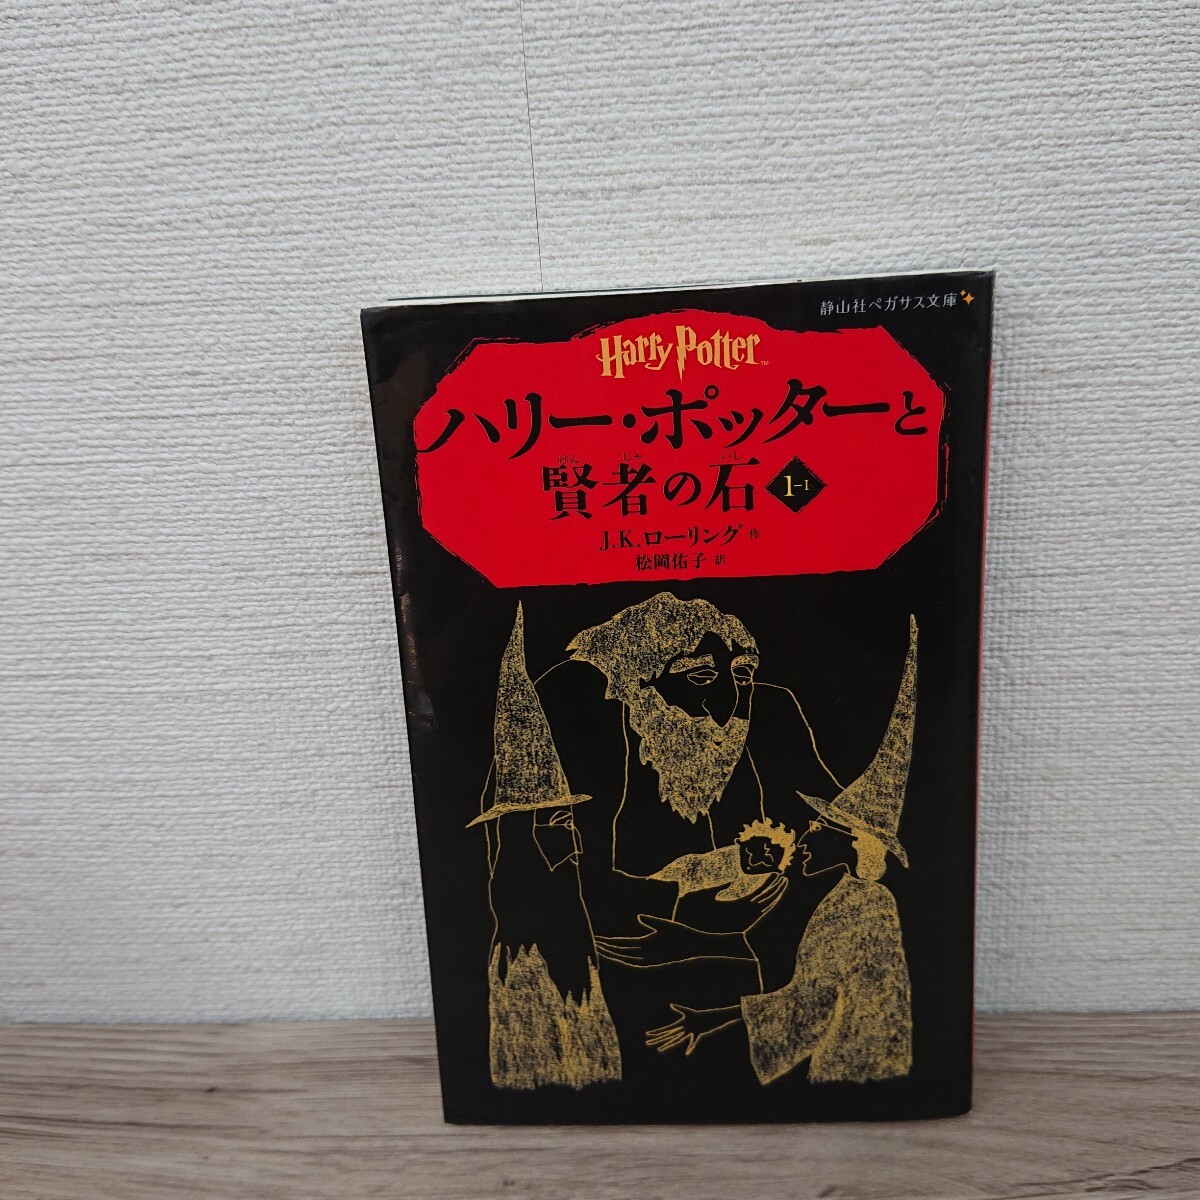 静山社ペガサス文庫
Harry Potter™
ハリー・ポッターと
けん じゃ いし
賢者の石 1-I
J.K.ローリング 作
松岡佑子 訳